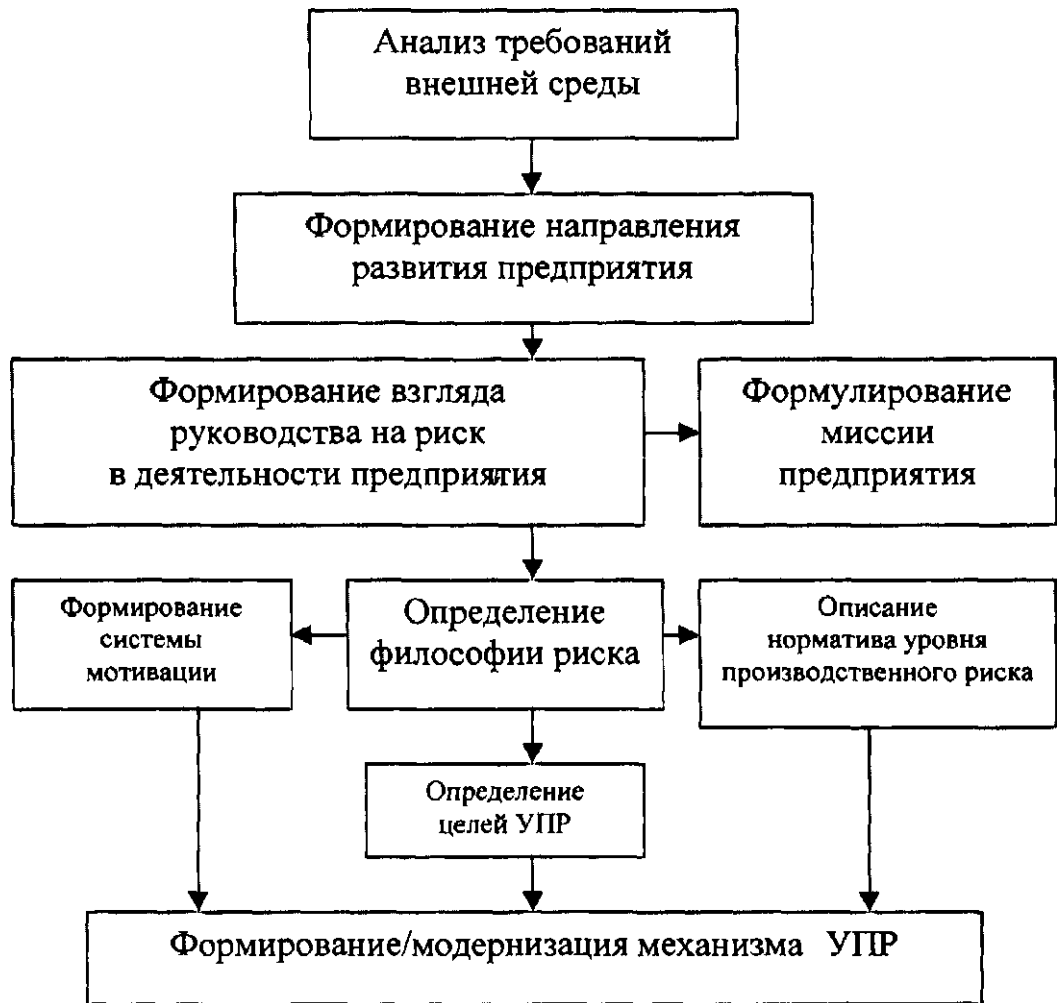 Анализ требований
внешней среды
Формирование направления
развития предприятия
Формирование взгляда
руководства на риск
в деятельности предприятия
Формулирование
миссии
предприятия
Формирование
системы
мотивации
Определение
философии риска
Описание
норматива уровня
производственного риска
Определение
целей УПР
Формирование/модернизация механизма УПР